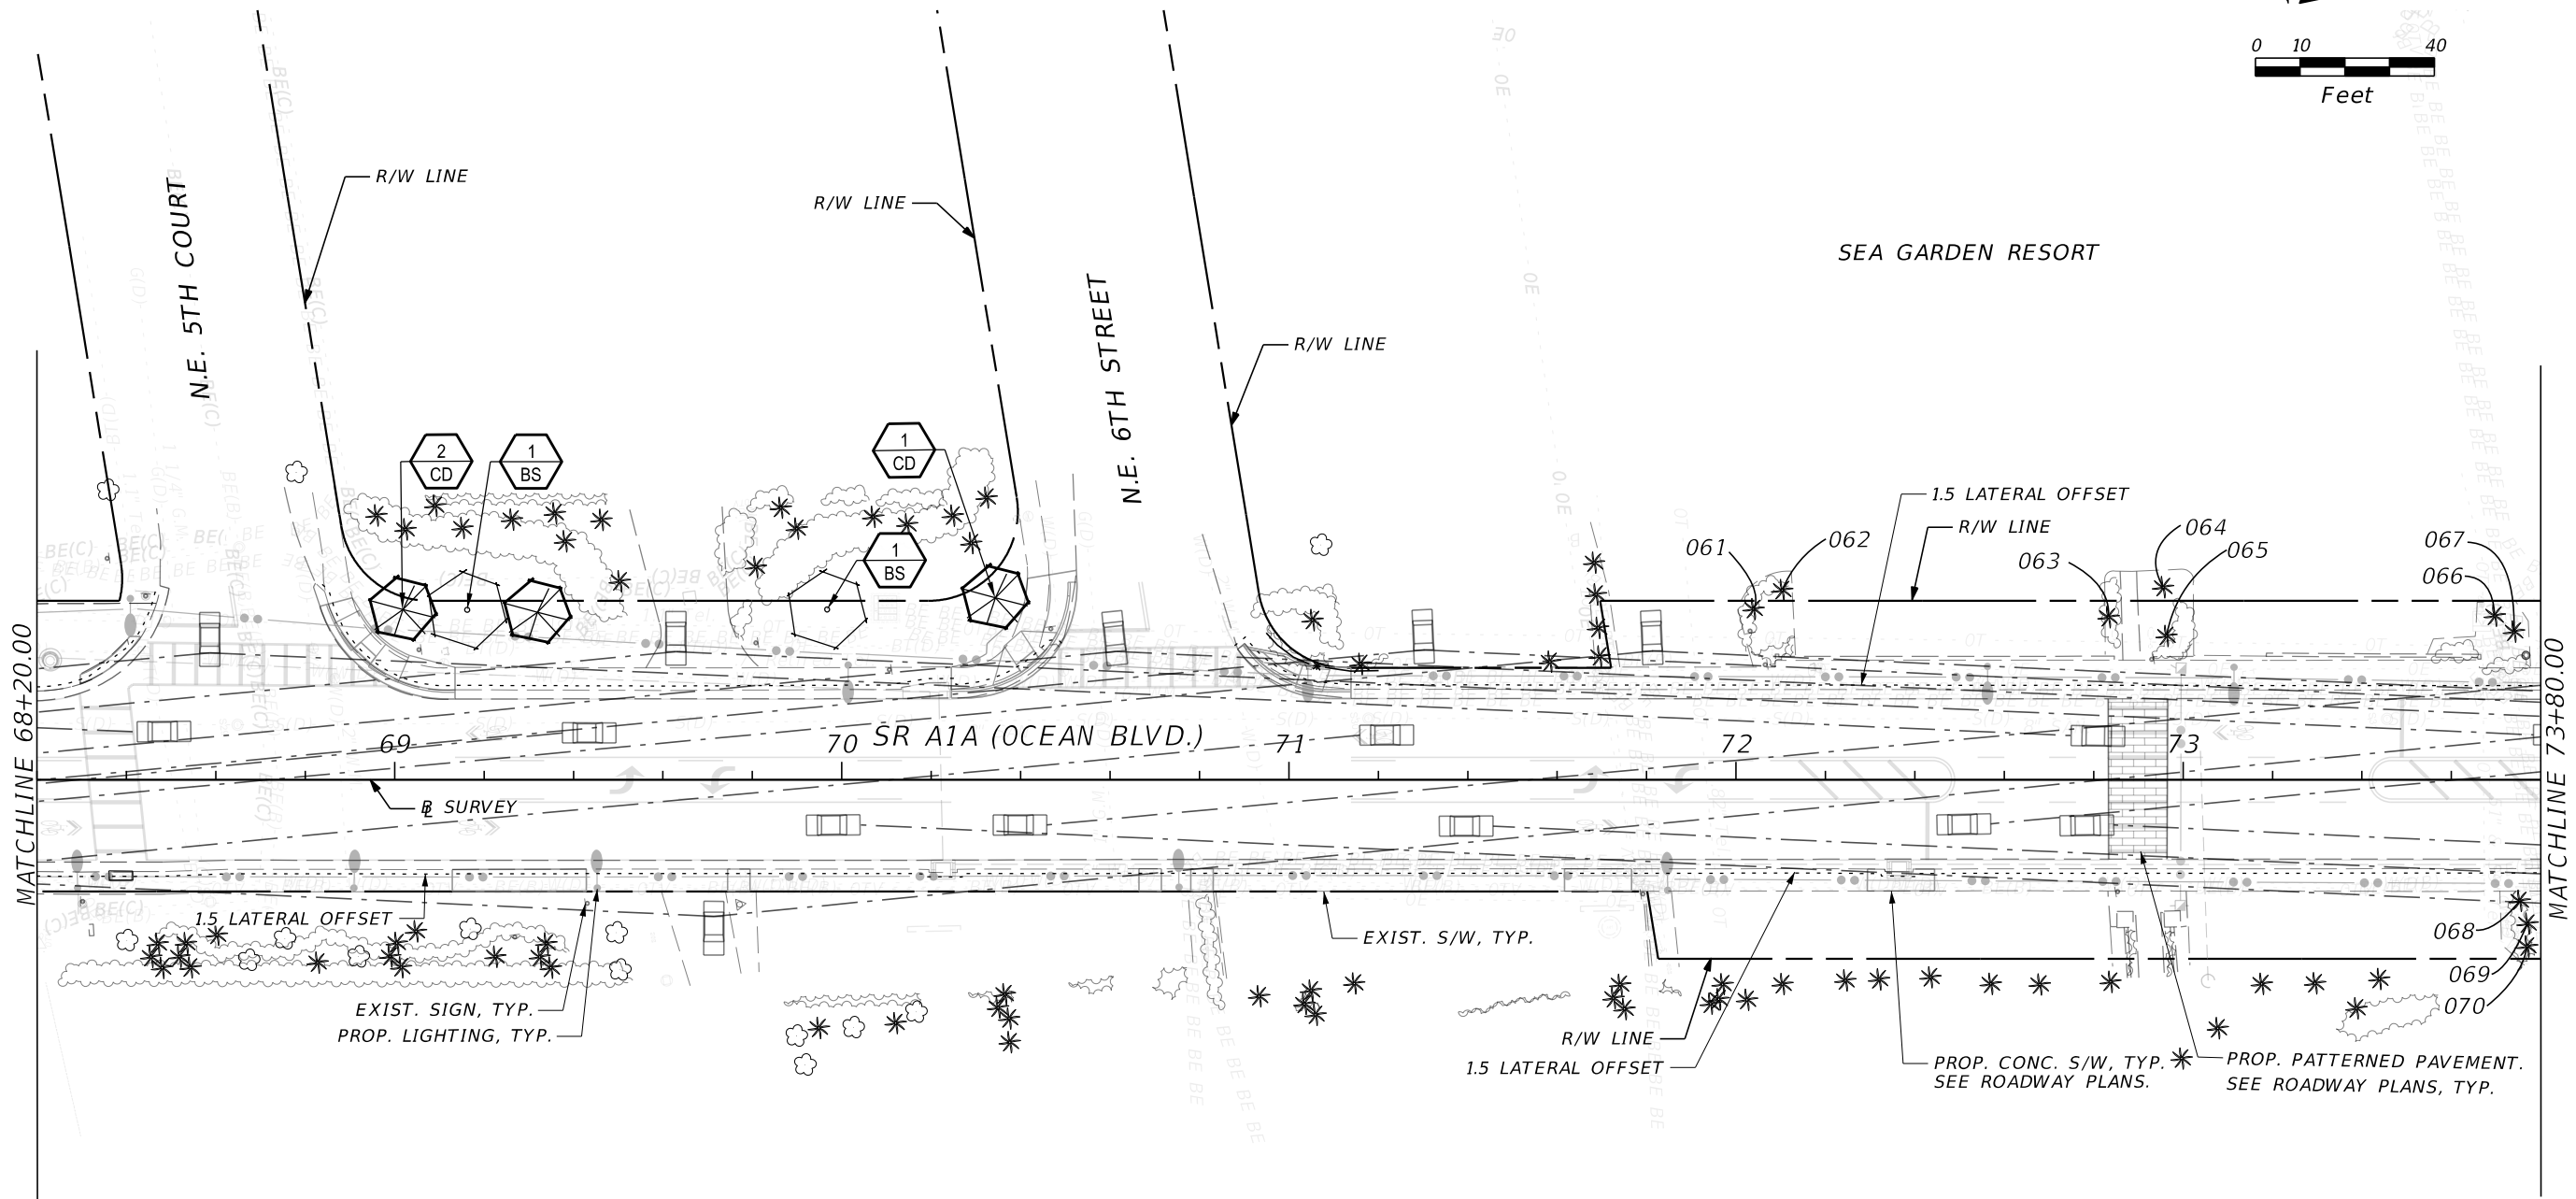 0 10 40
Feet
R/W LINE
R/W LINE
N.E. 5TH COURT
SEA GARDEN RESORT
N.E. 6TH STREET
R/W LINE
2
CD
1
BS
1
CD
1
BS
1.5 LATERAL OFFSET
R/W LINE
061
062
063
064
065
067
066
MATCHLINE 68+20.00
69
70
SR A1A (OCEAN BLVD.)
71
72
73
MATCHLINE 73+80.00
BL SURVEY
1.5 LATERAL OFFSET
EXIST. S/W, TYP.
068
069
070
EXIST. SIGN, TYP.
PROP. LIGHTING, TYP.
R/W LINE
1.5 LATERAL OFFSET
PROP. CONC. S/W, TYP.
SEE ROADWAY PLANS.
PROP. PATTERNED PAVEMENT.
SEE ROADWAY PLANS, TYP.